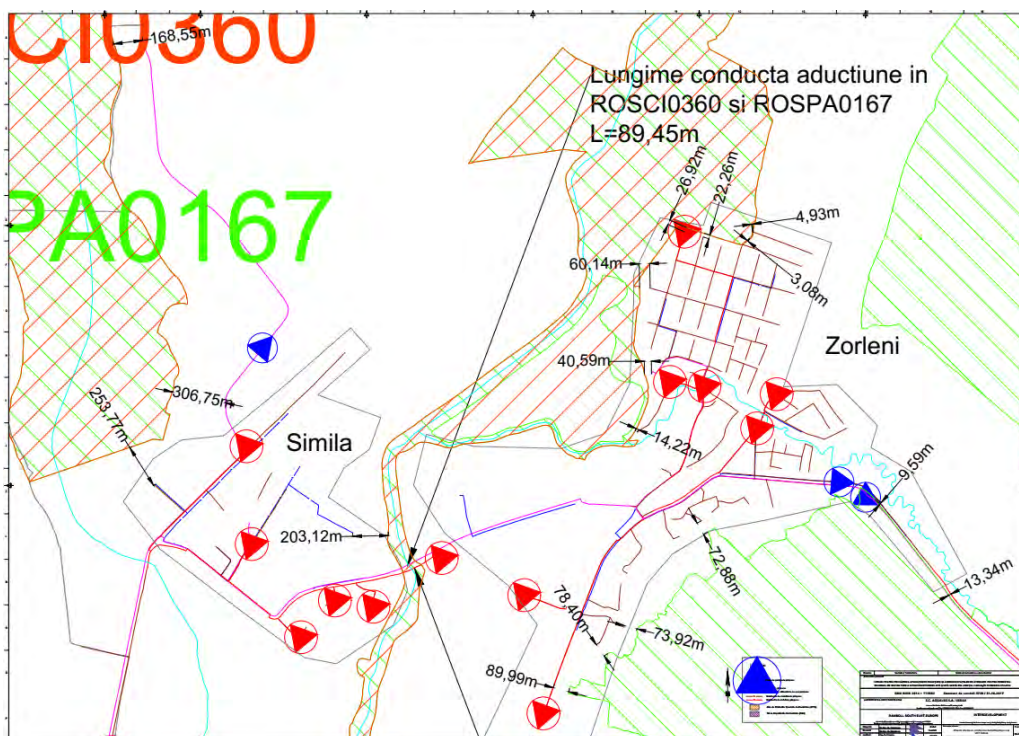 CI0360
168,55m
Lungime conducta aductiune in
ROSCI0360 si ROSPA0167
L=89,45m
PA0167
26,92m
22,26m
4,93m
60,14m
3,08m
Zorleni
40,59m
306,75m
253,77m
Simila
14,22m
9,59m
203,12m
72,88m
13,34m
78,40m
73,92m
89,99m